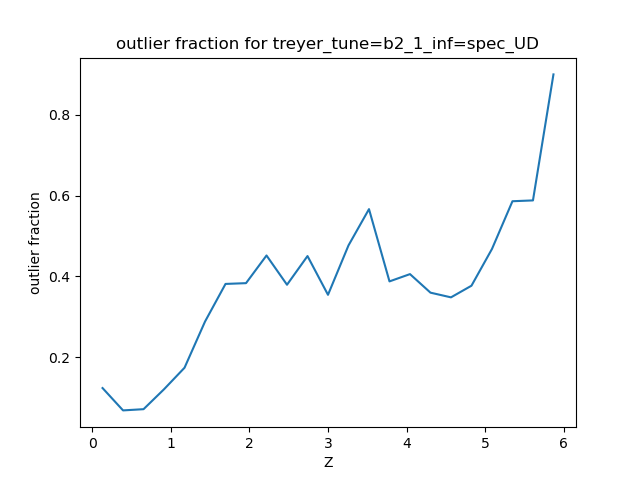 outlier fraction for treyer_tune=b2_1_inf=spec_UD
outlier fraction
0.8
0.6
0.4
0.2
0 1 2 3 4 5 6
Z